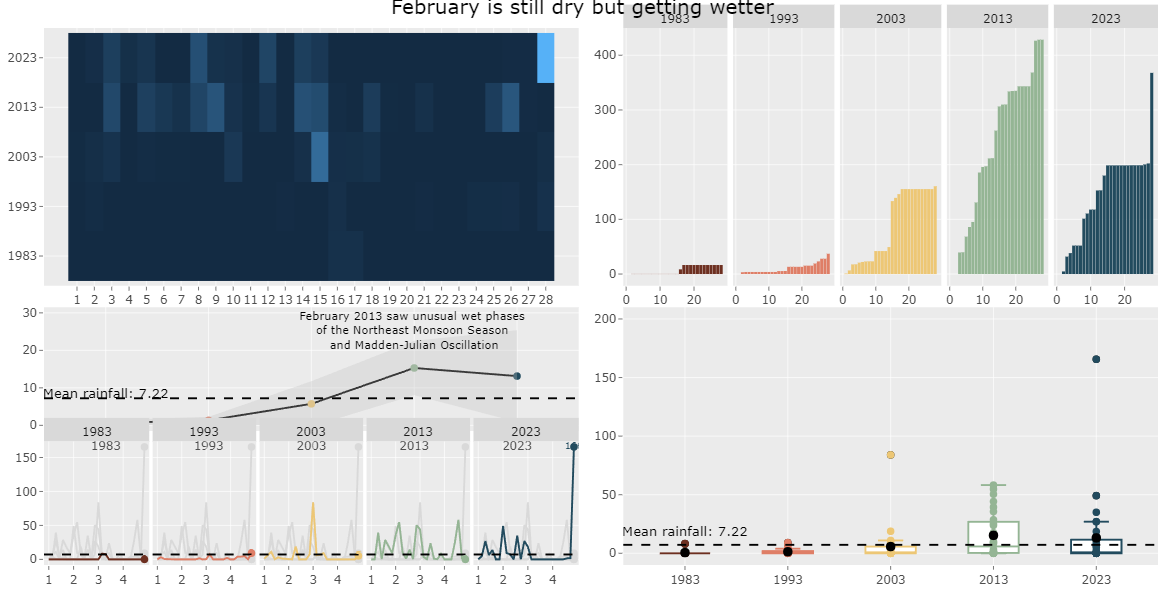 February is still dry but getting wetter
2023
2013
2003
1993
1983
1 2 3 4 5 6 7 8 9 10 11 12 13 14 15 16 17 18 19 20 21 22 23 24 25 26 27 28
1983 1993 2003 2013 2023
400
300
200
100
0
0 10 20 0 10 20 0 10 20 0 10 20 0 10 20
30
20
10
0
February 2013 saw unusual wet phases
of the Northeast Monsoon Season
and Madden-Julian Oscillation
Mean rainfall: 7.22
1983 1993 2003 2013 2023
1983 1993 2003 2013 2023
150
100
50
0
1 2 3 4 1 2 3 4 1 2 3 4 1 2 3 4 1 2 3 4
200
150
100
50
0
Mean rainfall: 7.22
1983 1993 2003 2013 2023